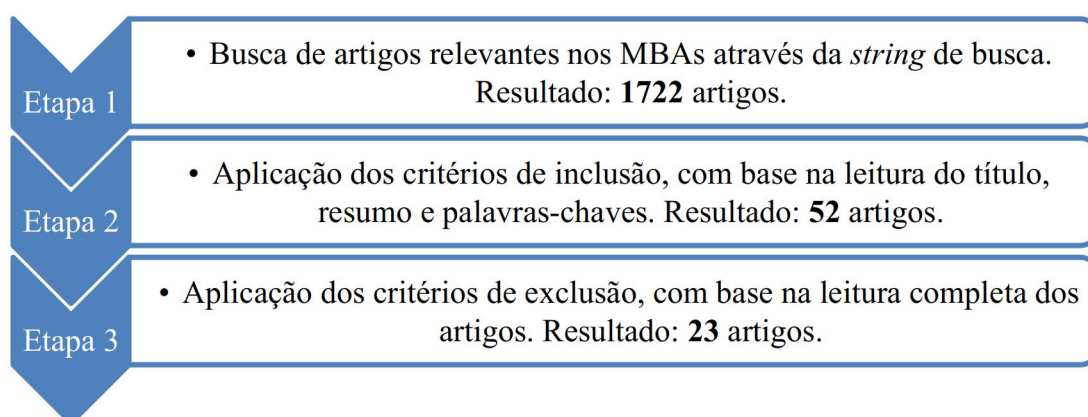 • Busca de artigos relevantes nos MBAs através da string de busca.
Etapa 1
Resultado: 1722 artigos.
• Aplicação dos critérios de inclusão, com base na leitura do título,
Etapa 2
resumo e palavras-chaves. Resultado: 52 artigos.
• Aplicação dos critérios de exclusão, com base na leitura completa dos
Etapa 3
artigos. Resultado: 23 artigos.